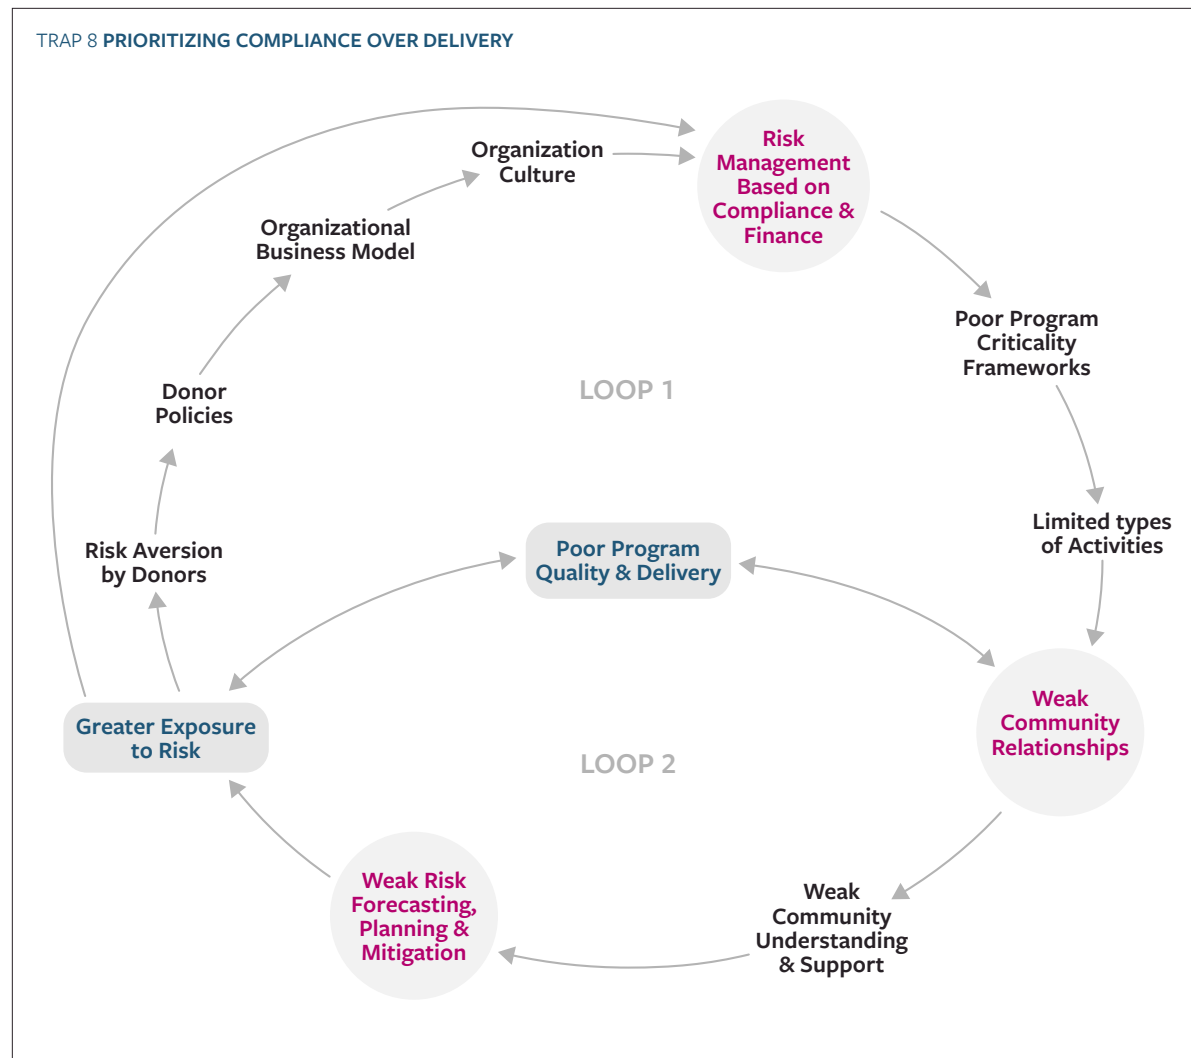 TRAP 8 PRIORITIZING COMPLIANCE OVER DELIVERY
Organization
Culture
Risk
Management
Based on
Compliance &
Finance
Organizational
Business Model
Poor Program
Criticality
Frameworks
Donor
Policies
LOOP 1
Limited types
of Activities
Risk Aversion
by Donors
Poor Program
Quality & Delivery
Weak
Community
Relationships
Greater Exposure
to Risk
LOOP 2
Weak Risk
Forecasting,
Planning &
Mitigation
Weak
Community
Understanding
& Support